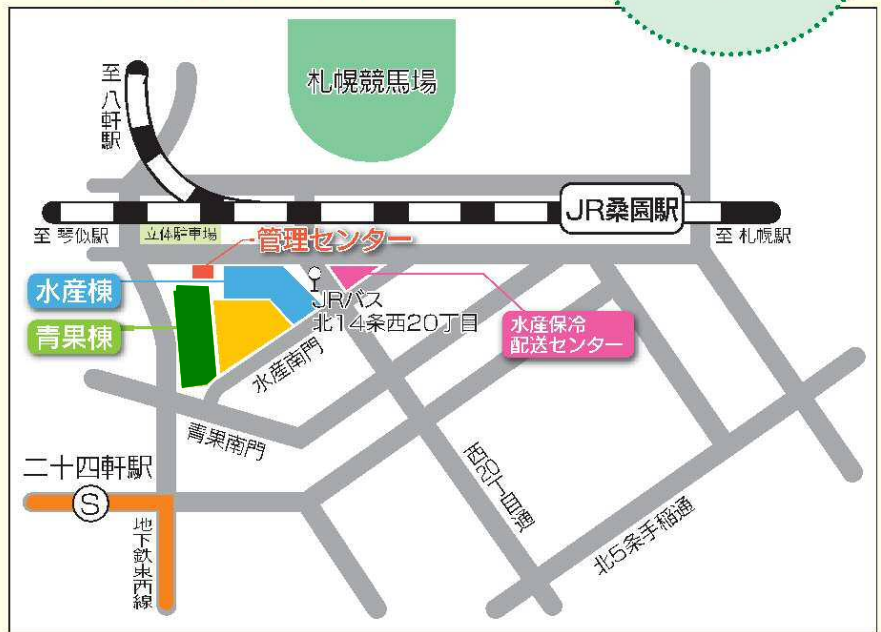 札幌競馬場
至 八軒駅
JR桑園駅
至 琴似駅
立体駐車場
至 札幌駅
管理センター
水産棟
青果棟
JRバス
北14条西20丁目
水産保冷
配送センター
水産南門
青果南門
二十四軒駅
S
地下鉄東西線
西20丁目通
北5条手稲通